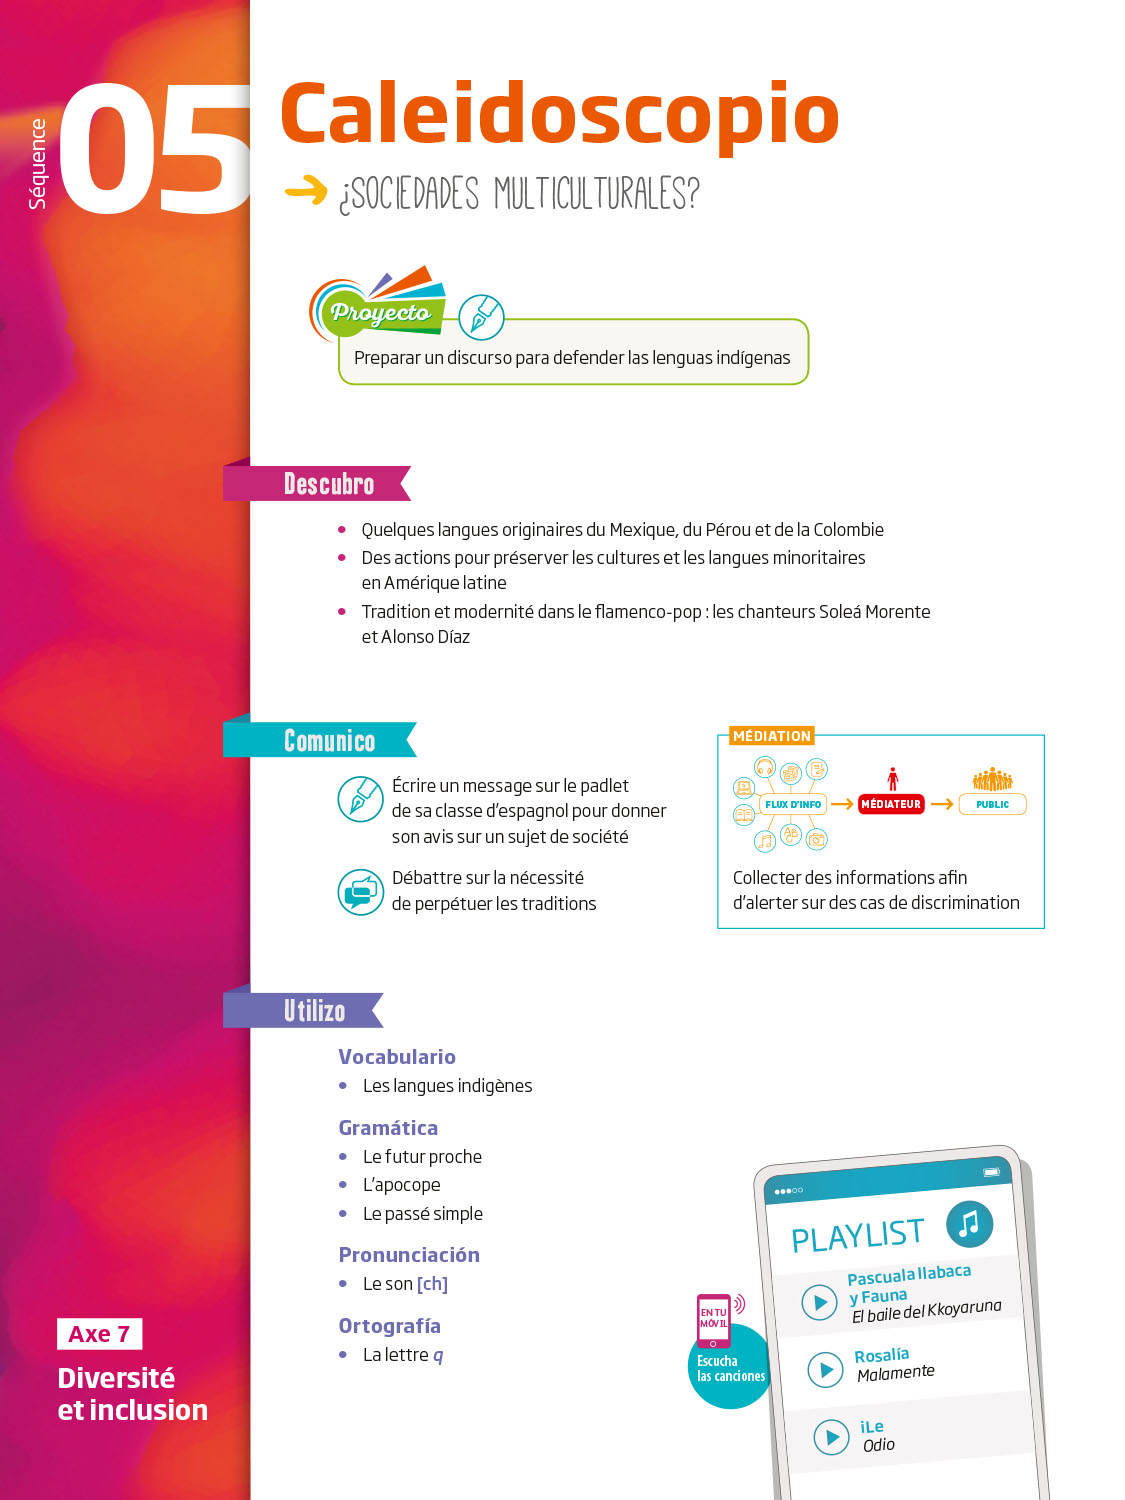 Séquence
05
Caleidoscopio
¿SOCIEDADES MULTICULTURALES?
Proyecto
Preparar un discurso para defender las lenguas indígenas
Descubro
• Quelques langues originaires du Mexique, du Pérou et de la Colombie
• Des actions pour préserver les cultures et les langues minoritaires
en Amérique latine
• Tradition et modernité dans le flamenco-pop : les chanteurs Soleá Morente
et Alonso Díaz
Comunico
Écrire un message sur le padlet
de sa classe d'espagnol pour donner
son avis sur un sujet de société
Débattre sur la nécessité
de perpétuer les traditions
MÉDIATION
FLUX D'INFO
MÉDIATEUR
PUBLIC
Collecter des informations afin
d'alerter sur des cas de discrimination
Utilizo
Vocabulario
• Les langues indigènes
Gramática
• Le futur proche
• L'apocope
• Le passé simple
Pronunciación
• Le son [ch]
Ortografía
• La lettre q
Axe 7
Diversité
et inclusion
EN TU
MÓVIL
Escucha
las canciones
PLAYLIST
Pascuala Ilabaca
y Fauna
El baile del Kkoyaruna
Rosalía
Malamente
iLe
Odio